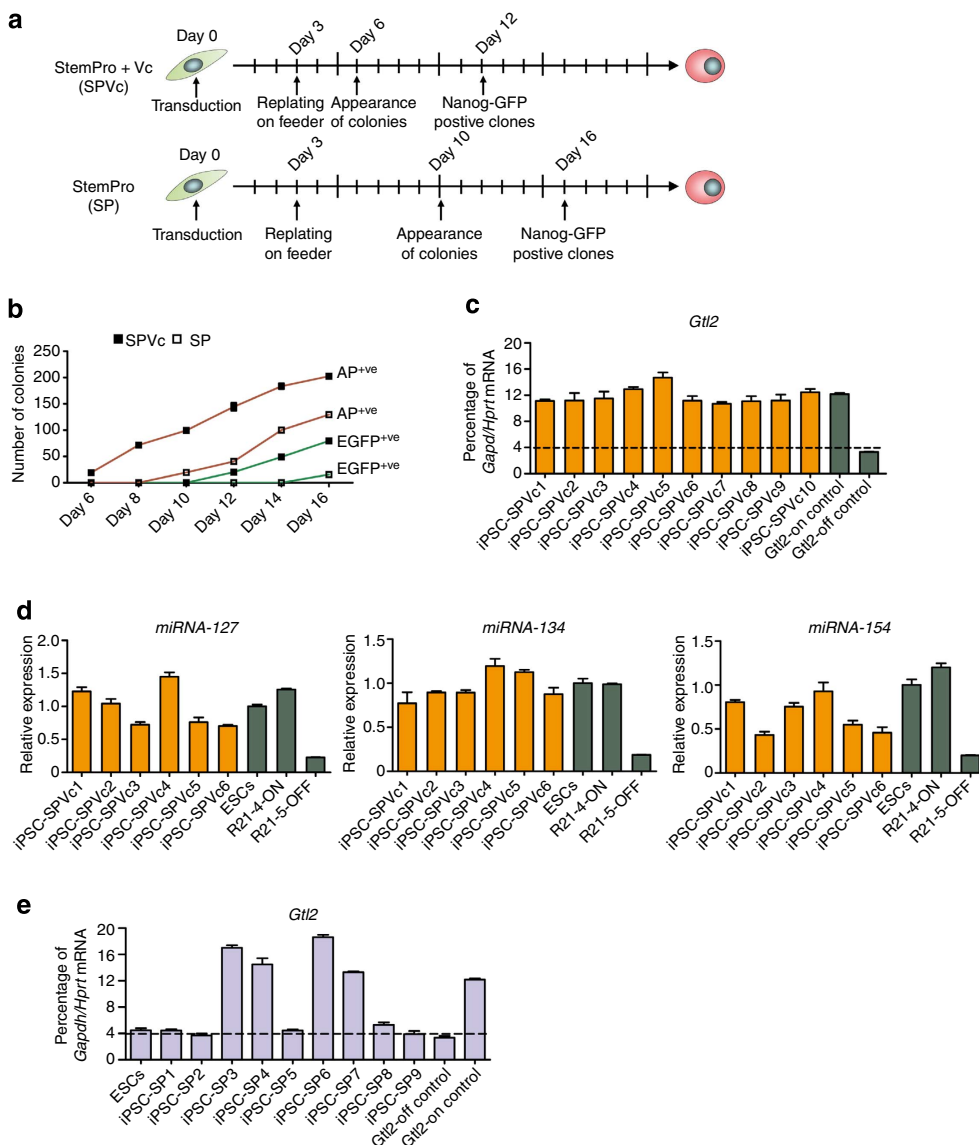 a
Day 0
Day 3
Day 6
Day 12
StemPro + Vc
(SPVc)
Transduction
Replating
on feeder
Appearance
of colonies
Nanog-GFP
postive clones
Day 0
Day 3
Day 10
Day 16
StemPro
(SP)
Transduction
Replating
on feeder
Appearance
of colonies
Nanog-GFP
postive clones
b
SPVc SP
Number of colonies
250
200
150
100
50
0
AP+ve
AP+ve
EGFP+ve
EGFP+ve
Day 6
Day 8
Day 10
Day 12
Day 14
Day 16
c
Gtl2
Percentage of
Gapd/Hprt mRNA
20
16
12
8
4
0
iPSC-SPVc1
iPSC-SPVc2
iPSC-SPVc3
iPSC-SPVc4
iPSC-SPVc5
iPSC-SPVc6
iPSC-SPVc7
iPSC-SPVc8
iPSC-SPVc9
iPSC-SPVc10
Gtl2-on control
Gtl2-off control
d
miRNA-127
Relative expression
2.0
1.5
1.0
0.5
0
iPSC-SPVc1
iPSC-SPVc2
iPSC-SPVc3
iPSC-SPVc4
iPSC-SPVc5
iPSC-SPVc6
ESCs
R21-4-ON
R21-5-OFF
miRNA-134
Relative expression
1.5
1.0
0.5
0
iPSC-SPVc1
iPSC-SPVc2
iPSC-SPVc3
iPSC-SPVc4
iPSC-SPVc5
iPSC-SPVc6
ESCs
R21-4-ON
R21-5-OFF
miRNA-154
Relative expression
1.5
1.0
0.5
0
iPSC-SPVc1
iPSC-SPVc2
iPSC-SPVc3
iPSC-SPVc4
iPSC-SPVc5
iPSC-SPVc6
ESCs
R21-4-ON
R21-5-OFF
e
Gtl2
Percentage of
Gapdh/Hprt mRNA
20
16
12
8
4
0
ESCs
iPSC-SP1
iPSC-SP2
iPSC-SP3
iPSC-SP4
iPSC-SP5
iPSC-SP6
iPSC-SP7
iPSC-SP8
iPSC-SP9
Gtl2-off control
Gtl2-on control